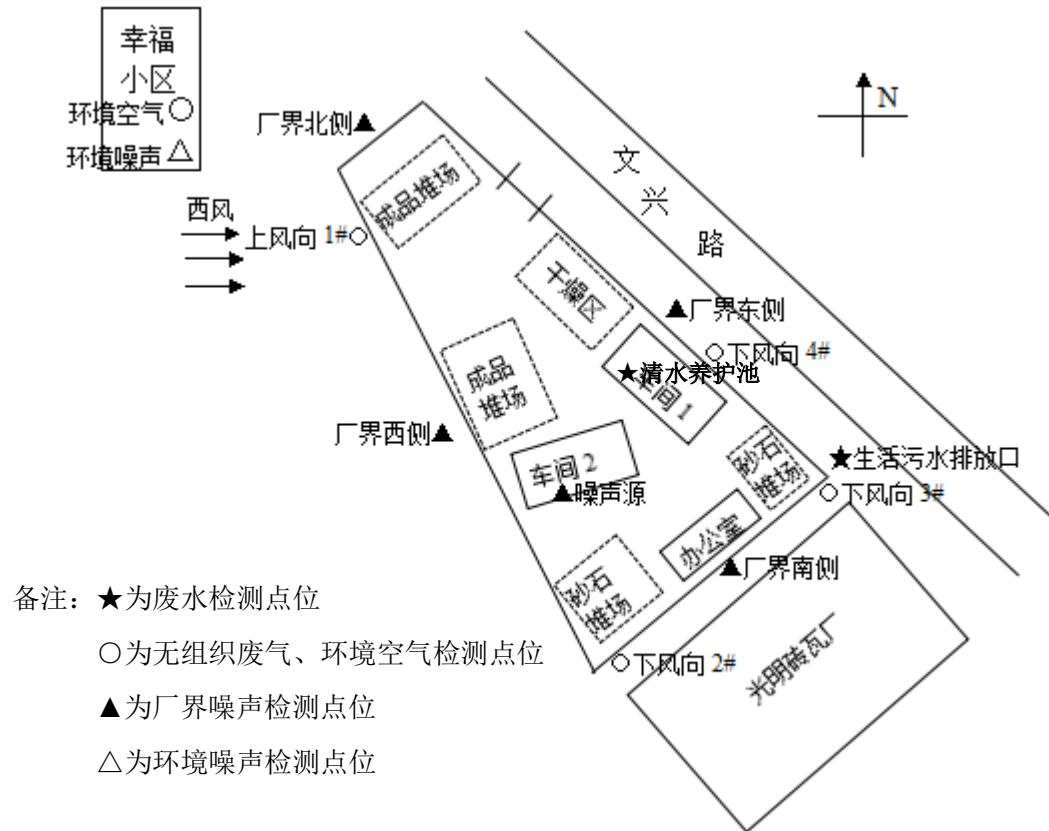 幸福
小区
环境空气○
环境噪声△
厂界北侧▲
N
文
兴
路
成品堆场
西风
上风向 1#○
干燥区
▲厂界东侧
○下风向 4#
成品
堆场
★清水养护池
车间 1
厂界西侧▲
车间 2
▲噪声源
砂石
堆场
★生活污水排放口
○下风向 3#
办公室
▲厂界南侧
砂石
堆场
○下风向 2#
光明砖瓦厂
备注：★为废水检测点位
○为无组织废气、环境空气检测点位
▲为厂界噪声检测点位
△为环境噪声检测点位